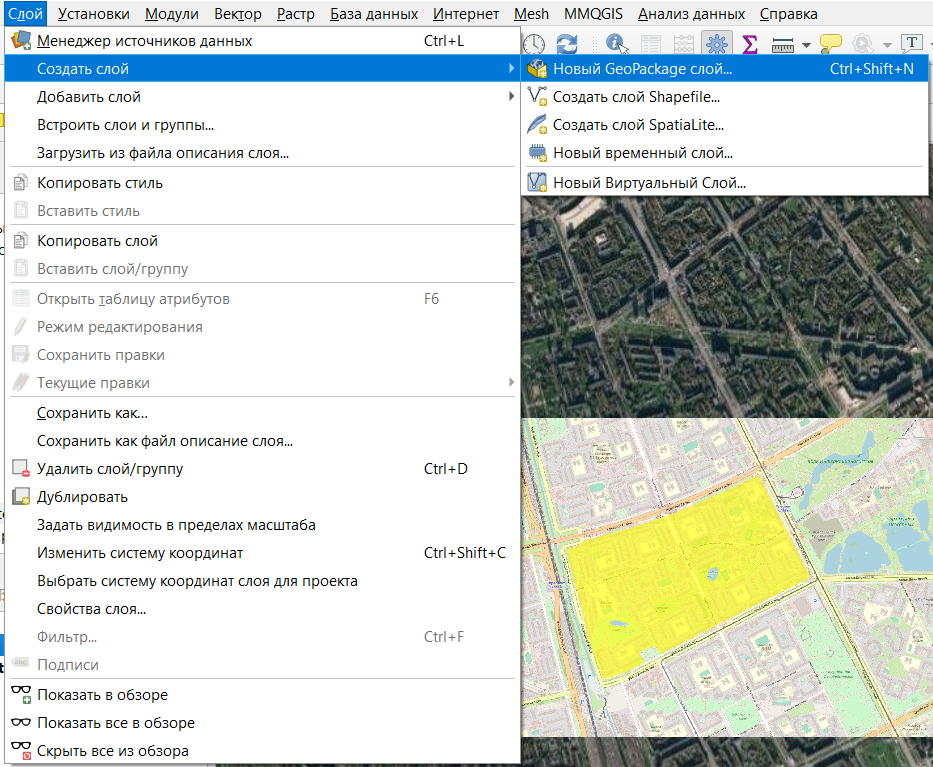 Слой Установки Модули Вектор Растр База данных Интернет Mesh MMQGIS Анализ данных Справка
Менеджер источников данных Ctrl+L
Создать слой
Добавить слой
Встроить слои и группы...
Загрузить из файла описания слоя...
Копировать стиль
Вставить стиль
Копировать слой
Вставить слой/группу
Открыть таблицу атрибутов F6
Режим редактирования
Сохранить правки
Текущие правки
Сохранить как...
Сохранить как файл описание слоя...
Удалить слой/группу Ctrl+D
Дублировать
Задать видимость в пределах масштаба
Изменить систему координат Ctrl+Shift+C
Выбрать систему координат слоя для проекта
Свойства слоя...
Фильтр... Ctrl+F
abc Подписи
Показать в обзоре
Показать все в обзоре
Скрыть все из обзора
Новый GeoPackage слой... Ctrl+Shift+N
Создать слой Shapefile...
Создать слой SpatiaLite...
Новый временный слой...
Новый Виртуальный Слой...